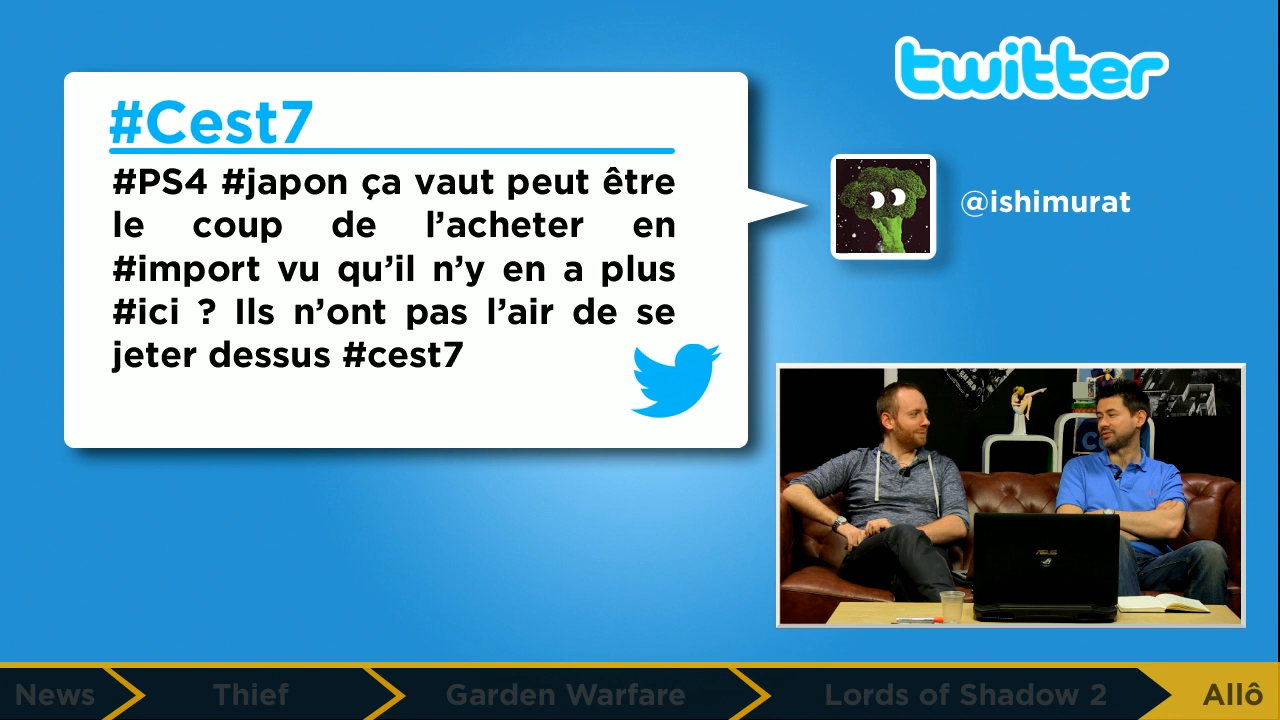 twitter
#Cest7
#PS4 #japon ça vaut peut être
le coup de l’acheter en
#import vu qu’il n’y en a plus
#ici ? Ils n’ont pas l’air de se
jeter dessus #cest7
@ishimurat
ASUS
News Thief Garden Warfare Lords of Shadow 2 Allô